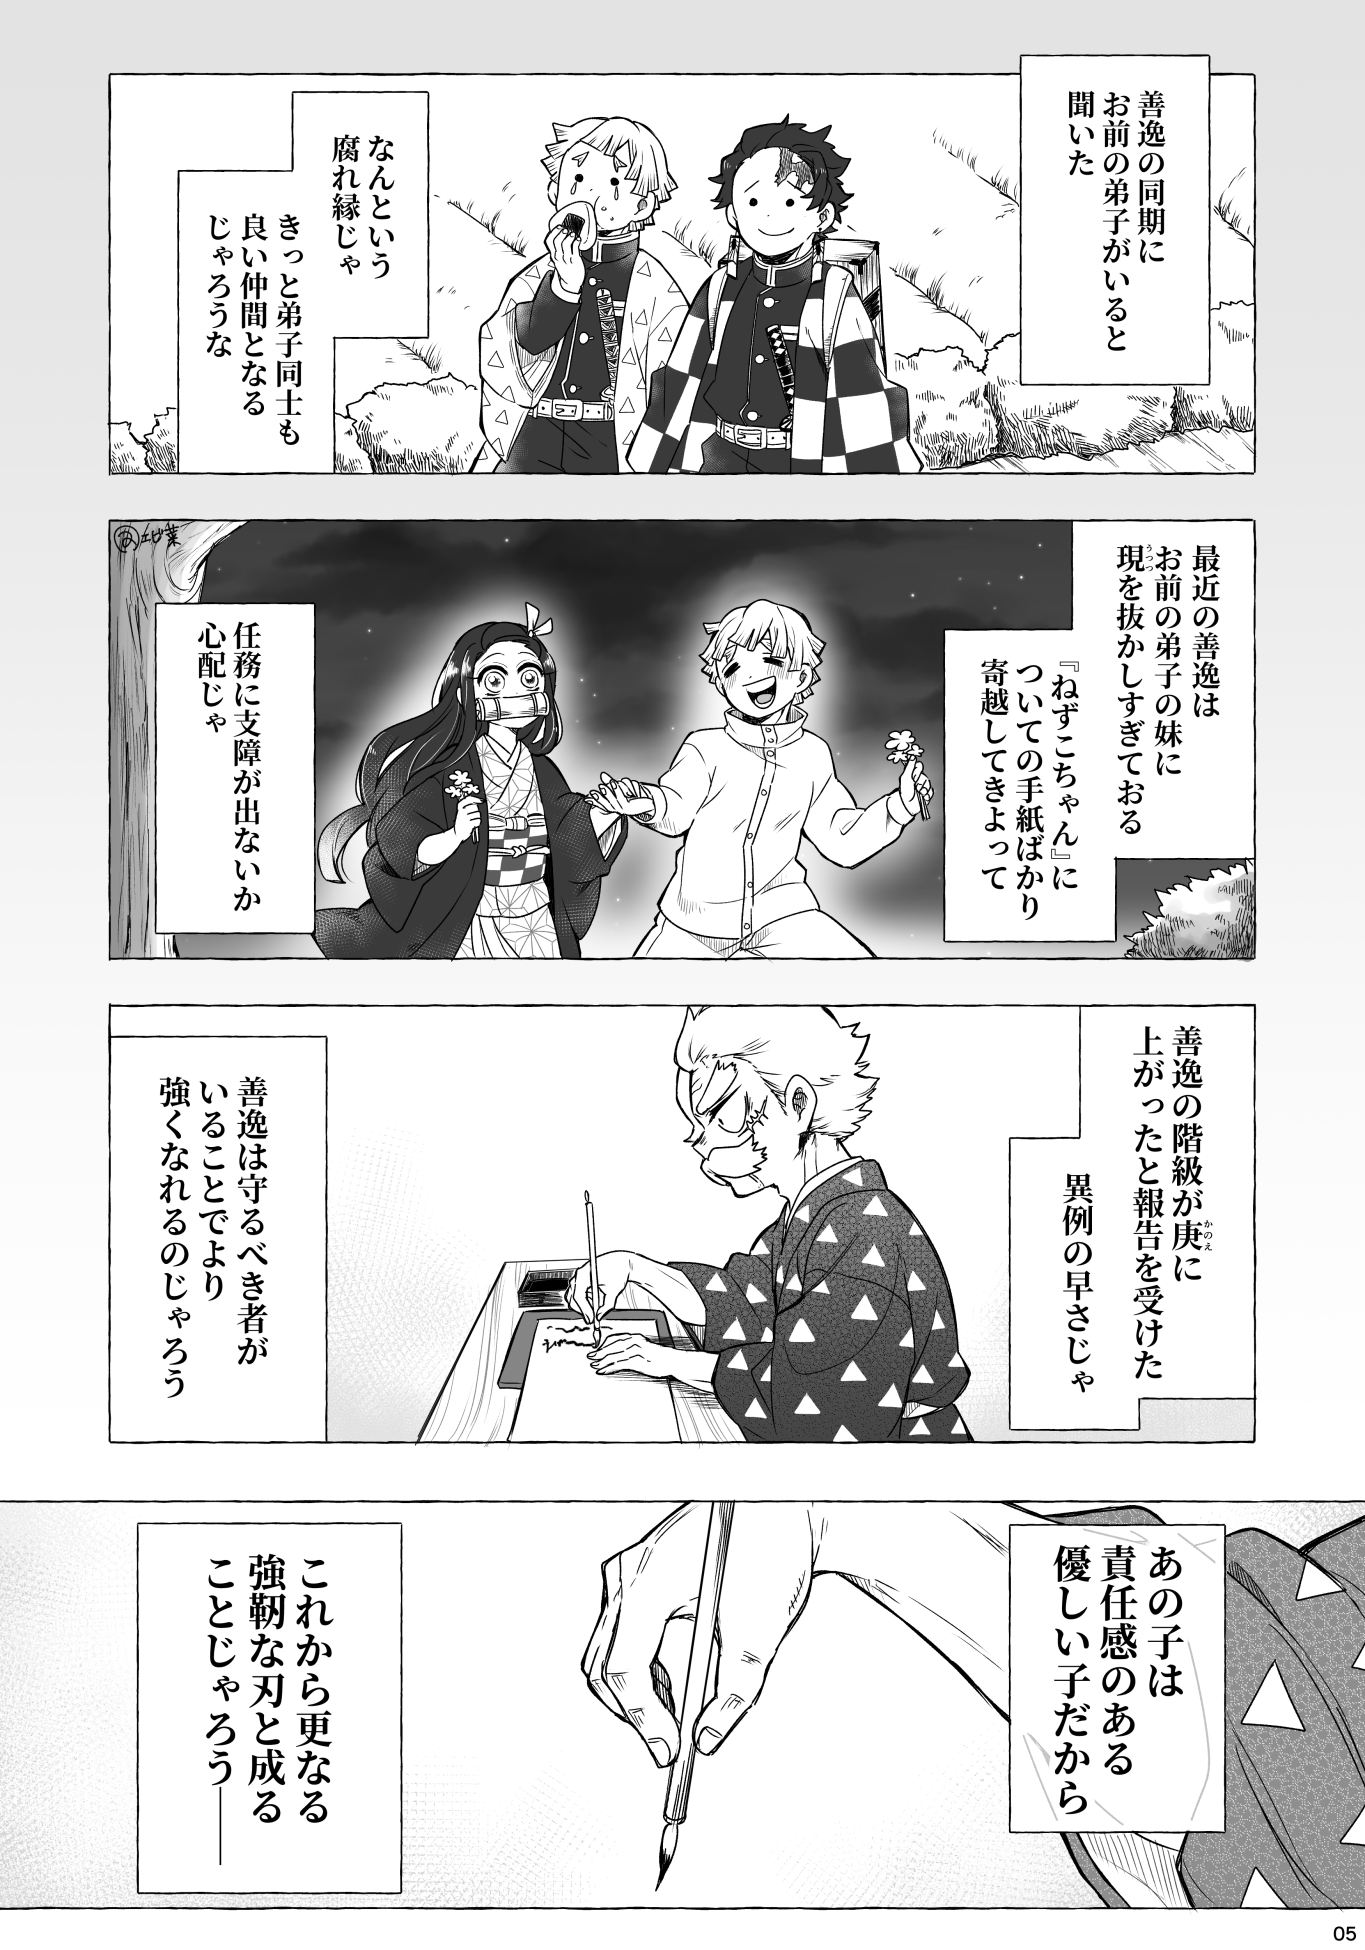 善逸の同期に
お前の弟子がいると
聞いた
なんという
腐れ縁じゃ
きっと弟子同士も
良い仲間となる
じゃろうな
最近の善逸は
お前の弟子の妹に
現を抜かしすぎておる
うつつ
『ねずこちゃん』に
ついての手紙ばかり
寄越してきよって
任務に支障が出ないか
心配じゃ
善逸の階級が庚に
かのえ
上がったと報告を受けた
異例の早さじゃ
善逸は守るべき者が
いることでより
強くなれるのじゃろう
あの子は
責任感のある
優しい子だから
これから更なる
強靭な刃と成る
ことじゃろう――
05